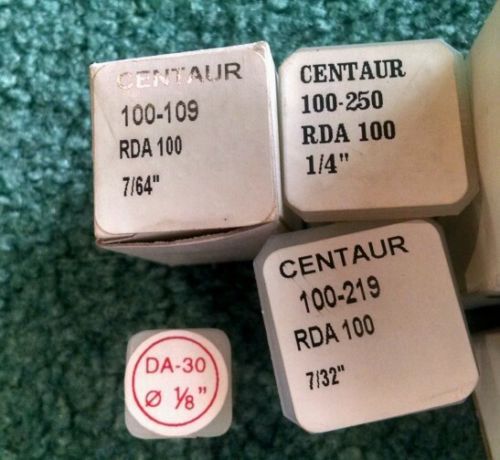 CENTAUR
100-109
RDA 100
7/64"
CENTAUR
100-250
RDA 100
1/4"
CENTAUR
100-219
RDA 100
7/32"
DA-30
Ø 1/8"